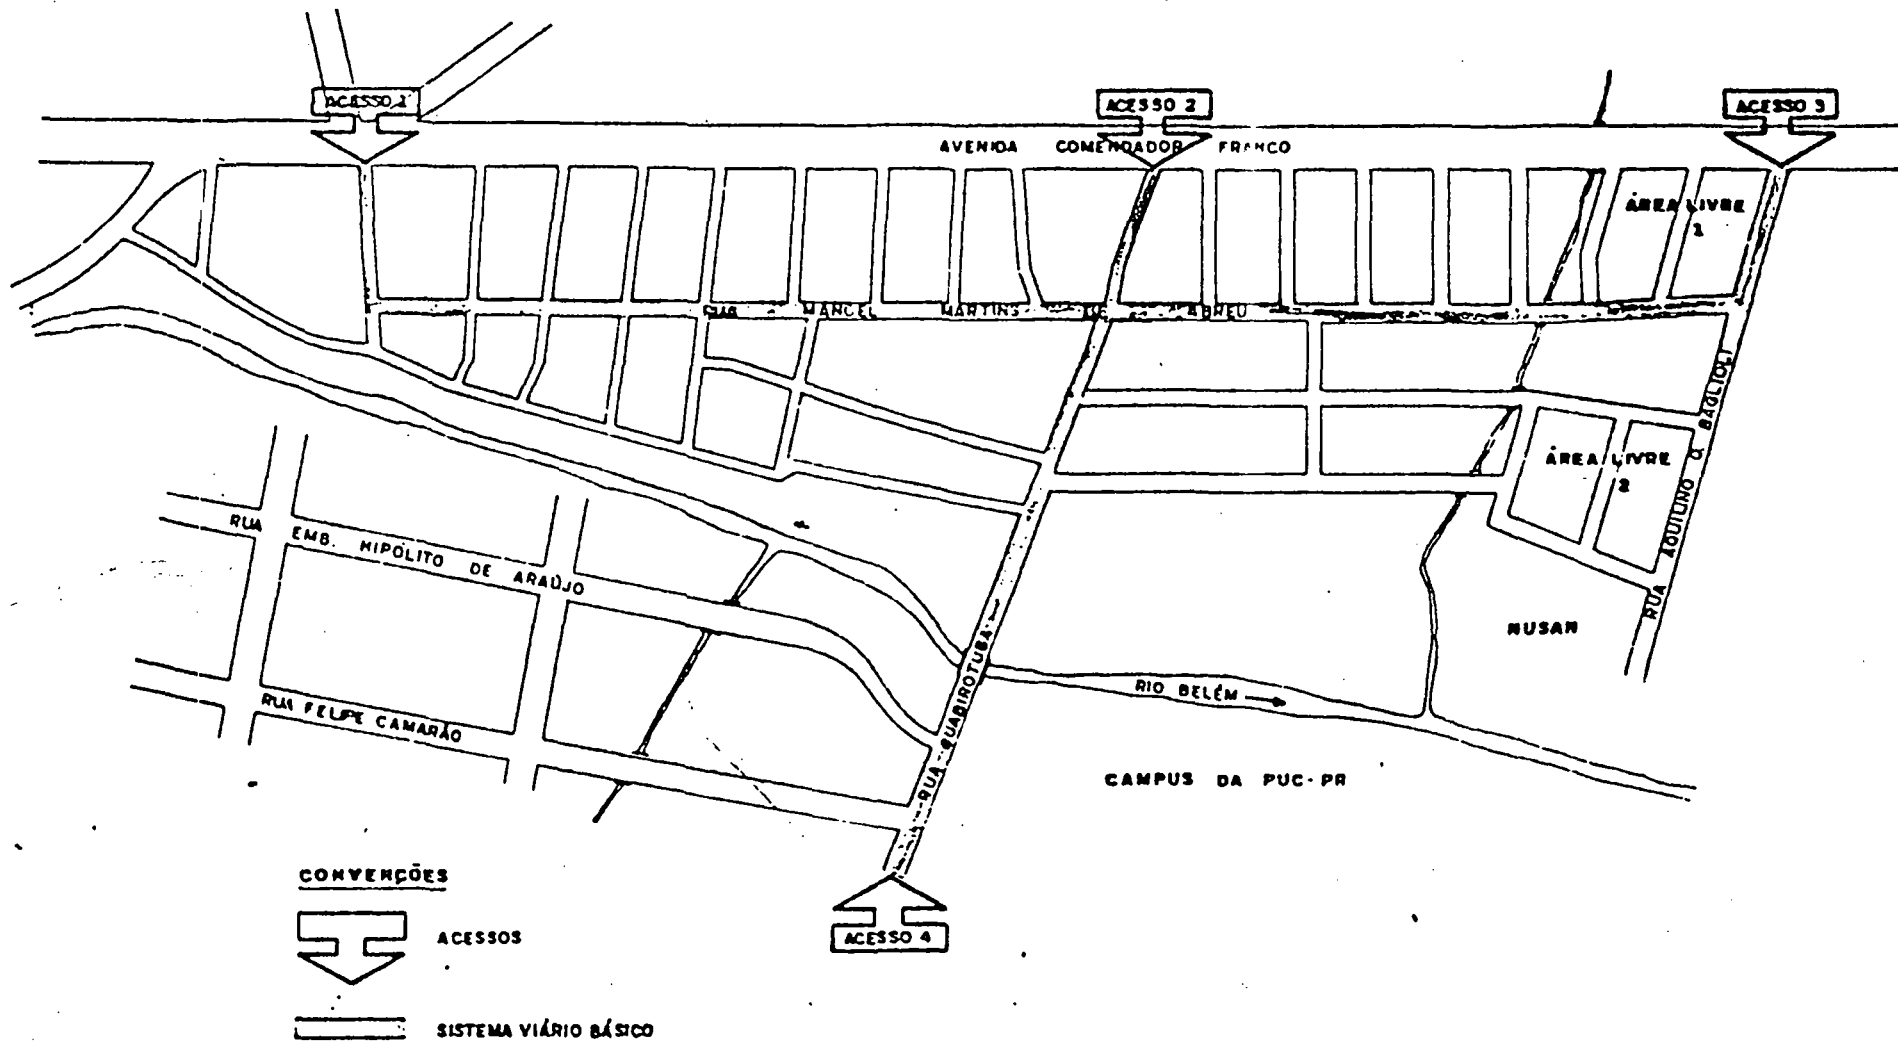 ACESSO 1
ACESSO 2
ACESSO 3
AVENIDA COMENDADOR FRANCO
ÁREA LIVRE
1
RUA MANOEL MARTINS DE ABREU
RUA AQUILINO O BAGLIOLI
ÁREA LIVRE
2
RUA EMB. HIPÓLITO DE ARAÚJO
NUSAM
RUA GUABIROTUBA
RIO BELÉM
RUA FELIPE CAMARÃO
CAMPUS DA PUC-PR
CONVENÇÕES
ACESSOS
ACESSO 4
SISTEMA VIÁRIO BÁSICO